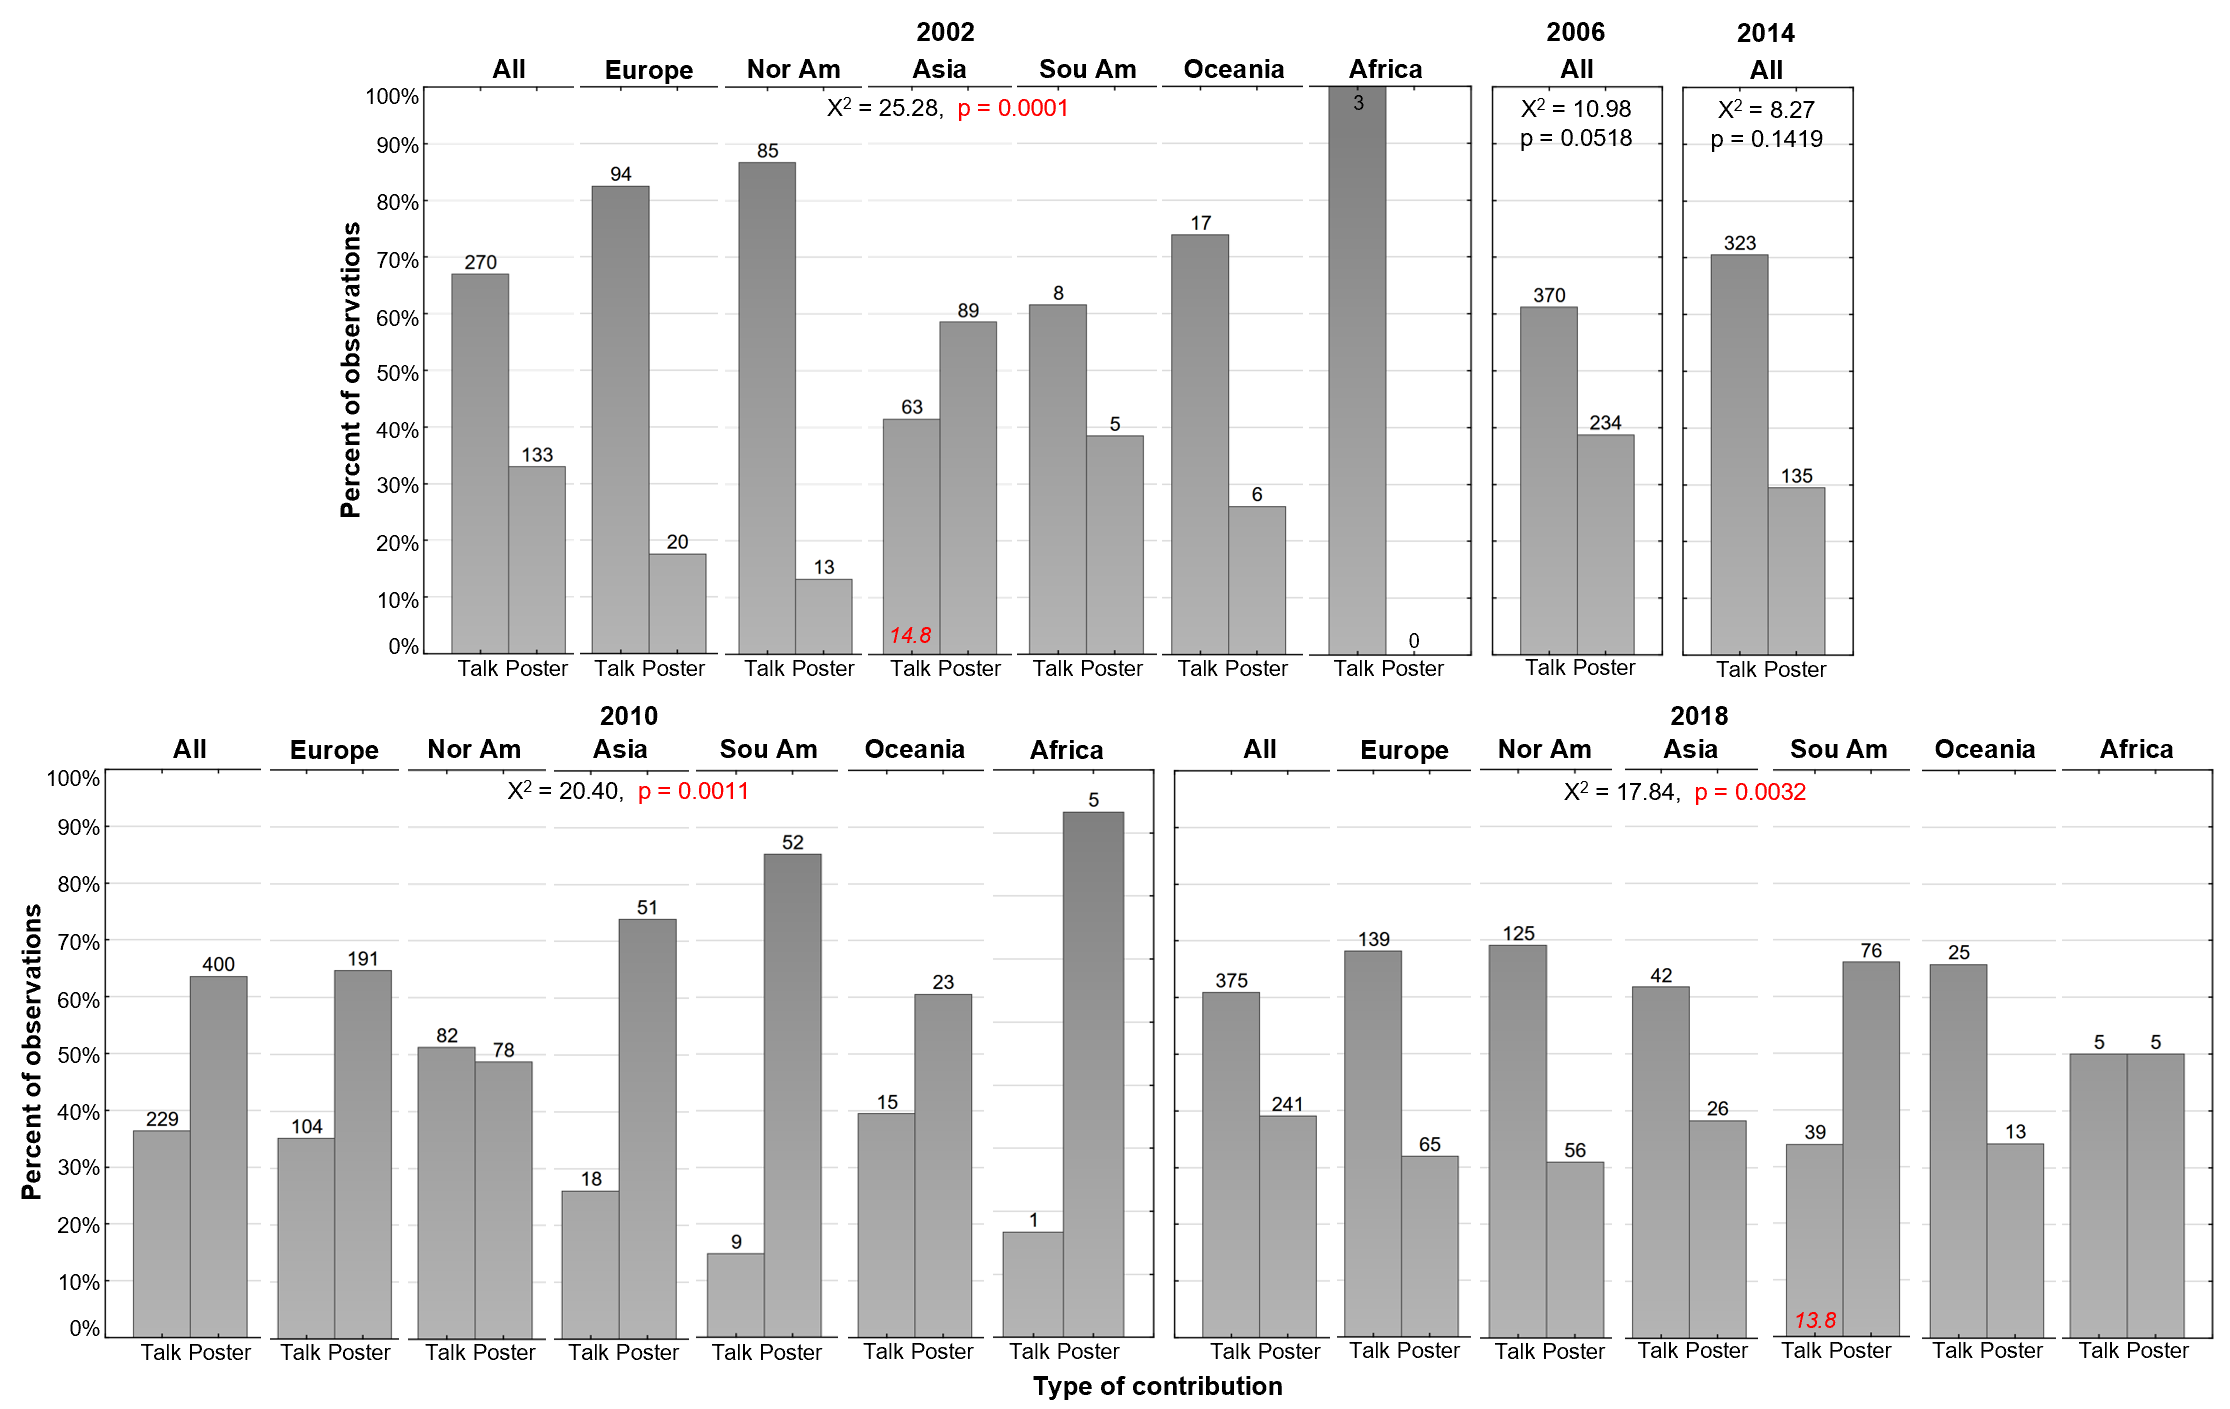 2002 2006 2014
All Europe Nor Am Asia Sou Am Oceania Africa All All
X² = 25.28, p = 0.0001
X² = 10.98
p = 0.0518
X² = 8.27
p = 0.1419
Percent of observations
100%
90%
80%
70%
60%
50%
40%
30%
20%
10%
0%
270 133 94 20 85 13 63 89 8 5 17 6 3 0 370 234 323 135
14.8
Talk Poster Talk Poster Talk Poster Talk Poster Talk Poster Talk Poster Talk Poster Talk Poster Talk Poster
2010 2018
All Europe Nor Am Asia Sou Am Oceania Africa All Europe Nor Am Asia Sou Am Oceania Africa
X² = 20.40, p = 0.0011
X² = 17.84, p = 0.0032
Percent of observations
100%
90%
80%
70%
60%
50%
40%
30%
20%
10%
0%
229 400 104 191 82 78 18 51 9 52 15 23 1 5 375 241 139 65 125 56 42 26 39 76 25 13 5 5
13.8
Talk Poster Talk Poster Talk Poster Talk Poster Talk Poster Talk Poster Talk Poster Talk Poster Talk Poster Talk Poster Talk Poster Talk Poster Talk Poster Talk Poster
Type of contribution